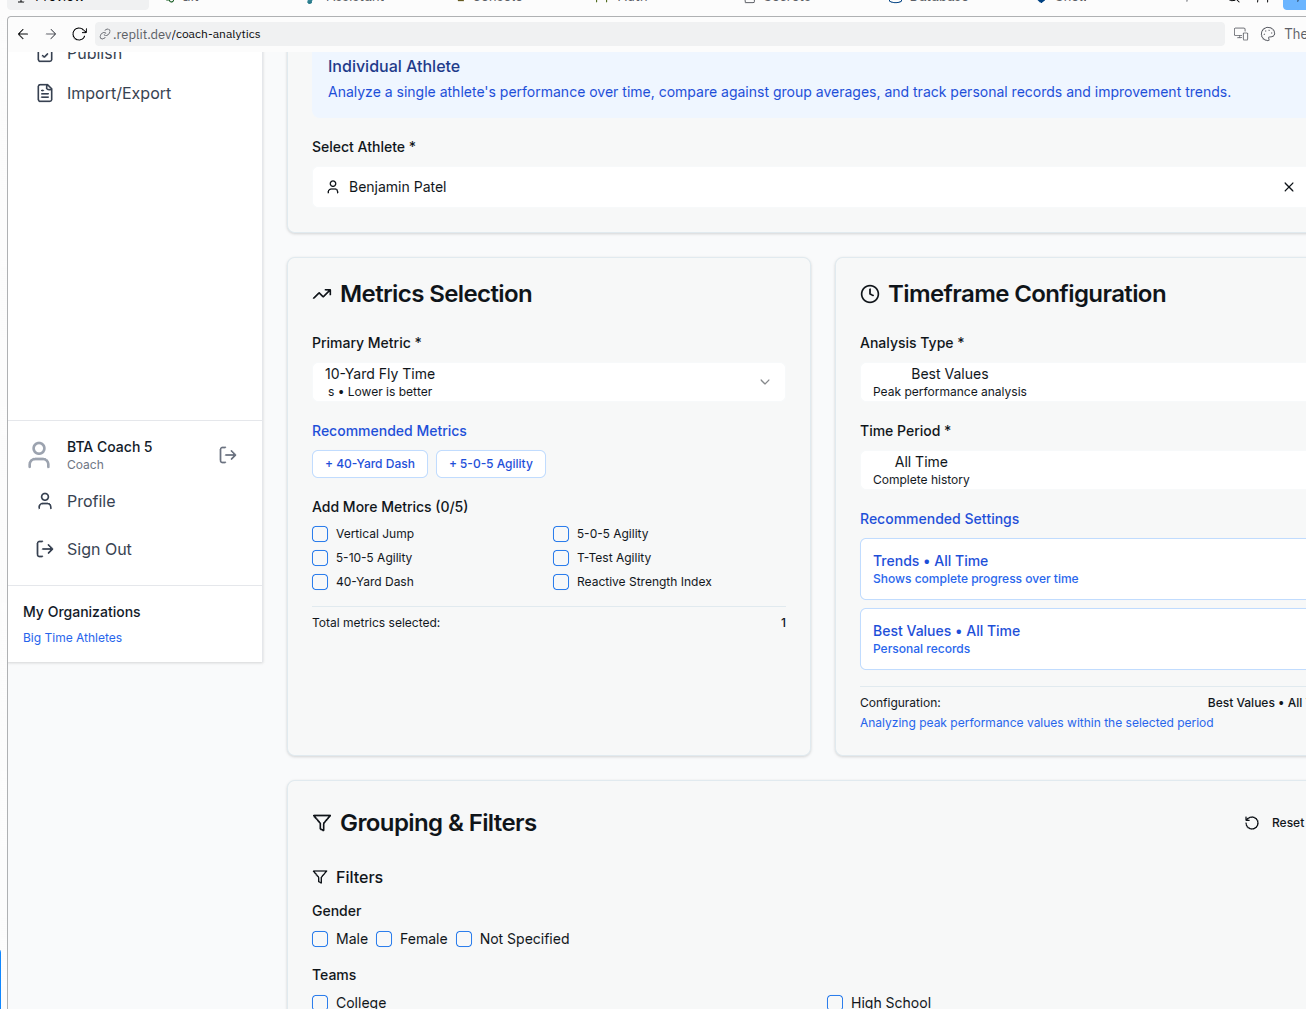 .replit.dev/coach-analytics
The
Publish
Import/Export
BTA Coach 5
Coach
Profile
Sign Out
My Organizations
Big Time Athletes
Individual Athlete
Analyze a single athlete's performance over time, compare against group averages, and track personal records and improvement trends.
Select Athlete *
Benjamin Patel
Metrics Selection
Primary Metric *
10-Yard Fly Time
s • Lower is better
Recommended Metrics
+ 40-Yard Dash
+ 5-0-5 Agility
Add More Metrics (0/5)
Vertical Jump
5-0-5 Agility
5-10-5 Agility
T-Test Agility
40-Yard Dash
Reactive Strength Index
Total metrics selected: 1
Timeframe Configuration
Analysis Type *
Best Values
Peak performance analysis
Time Period *
All Time
Complete history
Recommended Settings
Trends • All Time
Shows complete progress over time
Best Values • All Time
Personal records
Configuration: Best Values • All
Analyzing peak performance values within the selected period
Grouping & Filters
Reset
Filters
Gender
Male Female Not Specified
Teams
College
High School